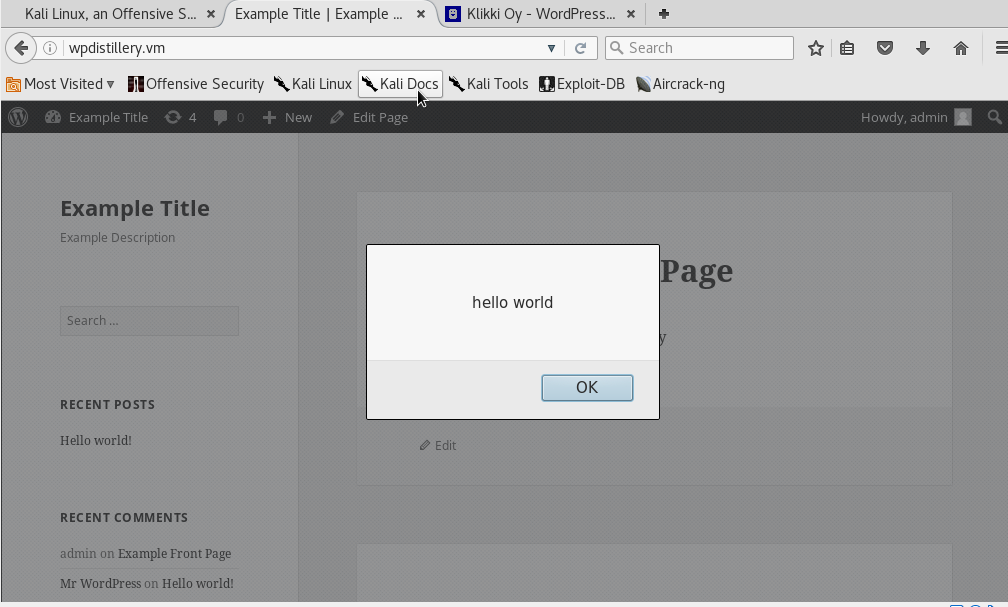 Kali Linux, an Offensive S... Example Title | Example ... Klikki Oy - WordPress...
wpdistillery.vm Search
Most Visited Offensive Security Kali Linux Kali Docs Kali Tools Exploit-DB Aircrack-ng
Example Title 4 0 New Edit Page Howdy, admin
Example Title
Example Description
Search ...
RECENT POSTS
Hello world!
RECENT COMMENTS
admin on Example Front Page
Mr WordPress on Hello world!
Page
y
hello world
OK
Edit